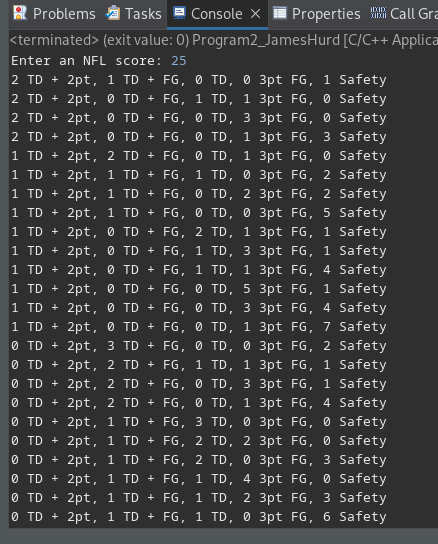 Problems Tasks Console × Properties Call Gra
<terminated> (exit value: 0) Program2_JamesHurd [C/C++ Applica
Enter an NFL score: 25
2 TD + 2pt, 1 TD + FG, 0 TD, 0 3pt FG, 1 Safety
2 TD + 2pt, 0 TD + FG, 1 TD, 1 3pt FG, 0 Safety
2 TD + 2pt, 0 TD + FG, 0 TD, 3 3pt FG, 0 Safety
2 TD + 2pt, 0 TD + FG, 0 TD, 1 3pt FG, 3 Safety
1 TD + 2pt, 2 TD + FG, 0 TD, 1 3pt FG, 0 Safety
1 TD + 2pt, 1 TD + FG, 1 TD, 0 3pt FG, 2 Safety
1 TD + 2pt, 1 TD + FG, 0 TD, 2 3pt FG, 2 Safety
1 TD + 2pt, 1 TD + FG, 0 TD, 0 3pt FG, 5 Safety
1 TD + 2pt, 0 TD + FG, 2 TD, 1 3pt FG, 1 Safety
1 TD + 2pt, 0 TD + FG, 1 TD, 3 3pt FG, 1 Safety
1 TD + 2pt, 0 TD + FG, 1 TD, 1 3pt FG, 4 Safety
1 TD + 2pt, 0 TD + FG, 0 TD, 5 3pt FG, 1 Safety
1 TD + 2pt, 0 TD + FG, 0 TD, 3 3pt FG, 4 Safety
1 TD + 2pt, 0 TD + FG, 0 TD, 1 3pt FG, 7 Safety
0 TD + 2pt, 3 TD + FG, 0 TD, 0 3pt FG, 2 Safety
0 TD + 2pt, 2 TD + FG, 1 TD, 1 3pt FG, 1 Safety
0 TD + 2pt, 2 TD + FG, 0 TD, 3 3pt FG, 1 Safety
0 TD + 2pt, 2 TD + FG, 0 TD, 1 3pt FG, 4 Safety
0 TD + 2pt, 1 TD + FG, 3 TD, 0 3pt FG, 0 Safety
0 TD + 2pt, 1 TD + FG, 2 TD, 2 3pt FG, 0 Safety
0 TD + 2pt, 1 TD + FG, 2 TD, 0 3pt FG, 3 Safety
0 TD + 2pt, 1 TD + FG, 1 TD, 4 3pt FG, 0 Safety
0 TD + 2pt, 1 TD + FG, 1 TD, 2 3pt FG, 3 Safety
0 TD + 2pt, 1 TD + FG, 1 TD, 0 3pt FG, 6 Safety